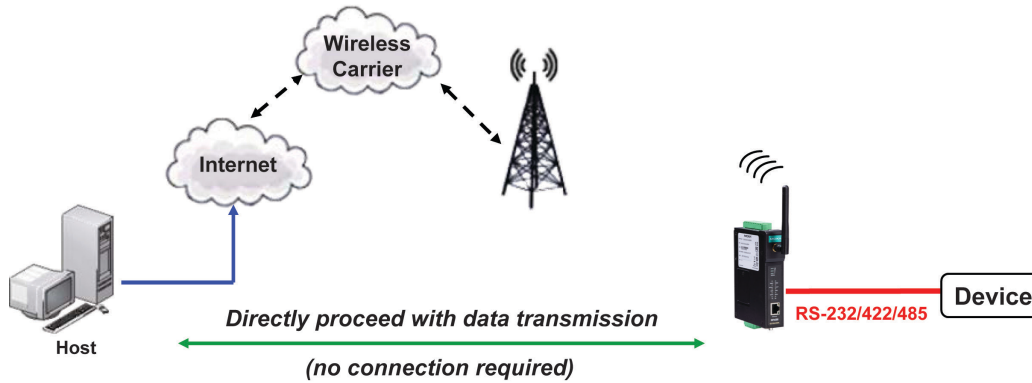 Wireless
Carrier
Internet
Host
Directly proceed with data transmission
(no connection required)
RS-232/422/485
Device